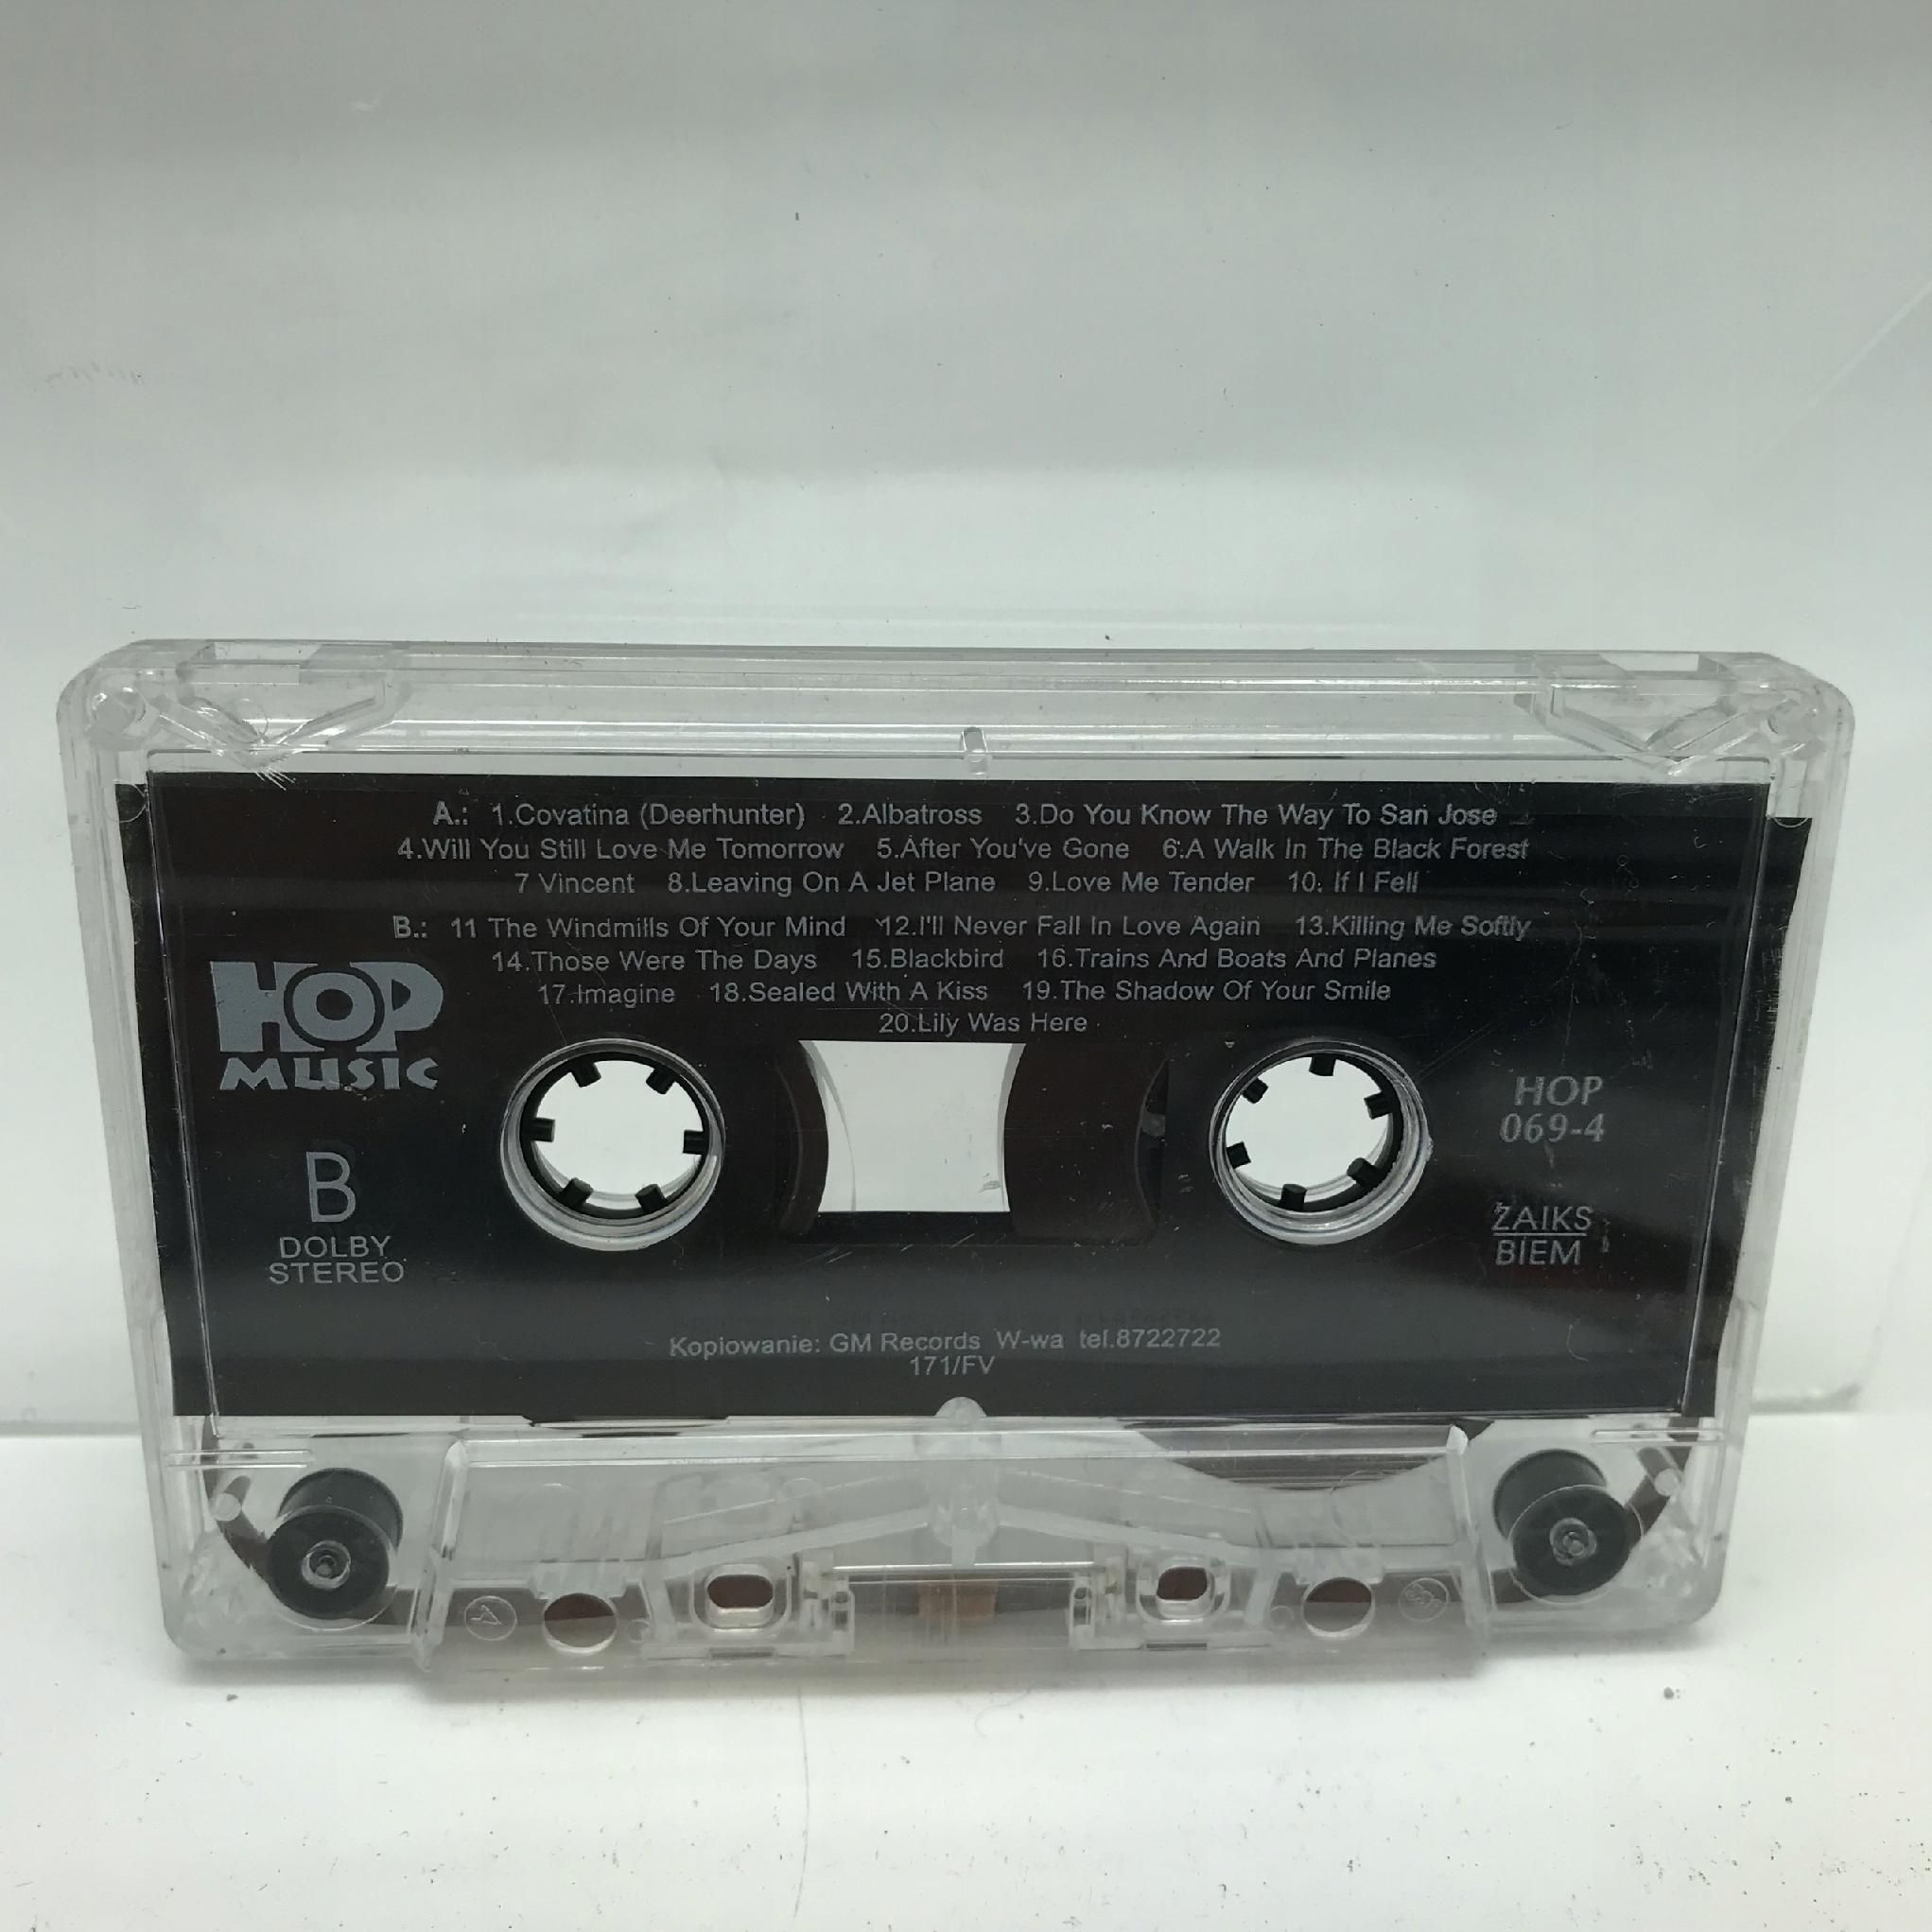 A.: 1.Covatina (Deerhunter) 2.Albatross 3.Do You Know The Way To San Jose
4.Will You Still Love Me Tomorrow 5.After You've Gone 6.A Walk In The Black Forest
7 Vincent 8.Leaving On A Jet Plane 9.Love Me Tender 10. If I Fell
B.: 11 The Windmills Of Your Mind 12.I'll Never Fall In Love Again 13.Killing Me Softly
14.Those Were The Days 15.Blackbird 16.Trains And Boats And Planes
17.Imagine 18.Sealed With A Kiss 19.The Shadow Of Your Smile
20.Lily Was Here
HOP
MUSIC
B
DOLBY
STEREO
HOP
069-4
ZAIKS
BIEM
Kopiowanie: GM Records W-wa tel.8722722
171/FV